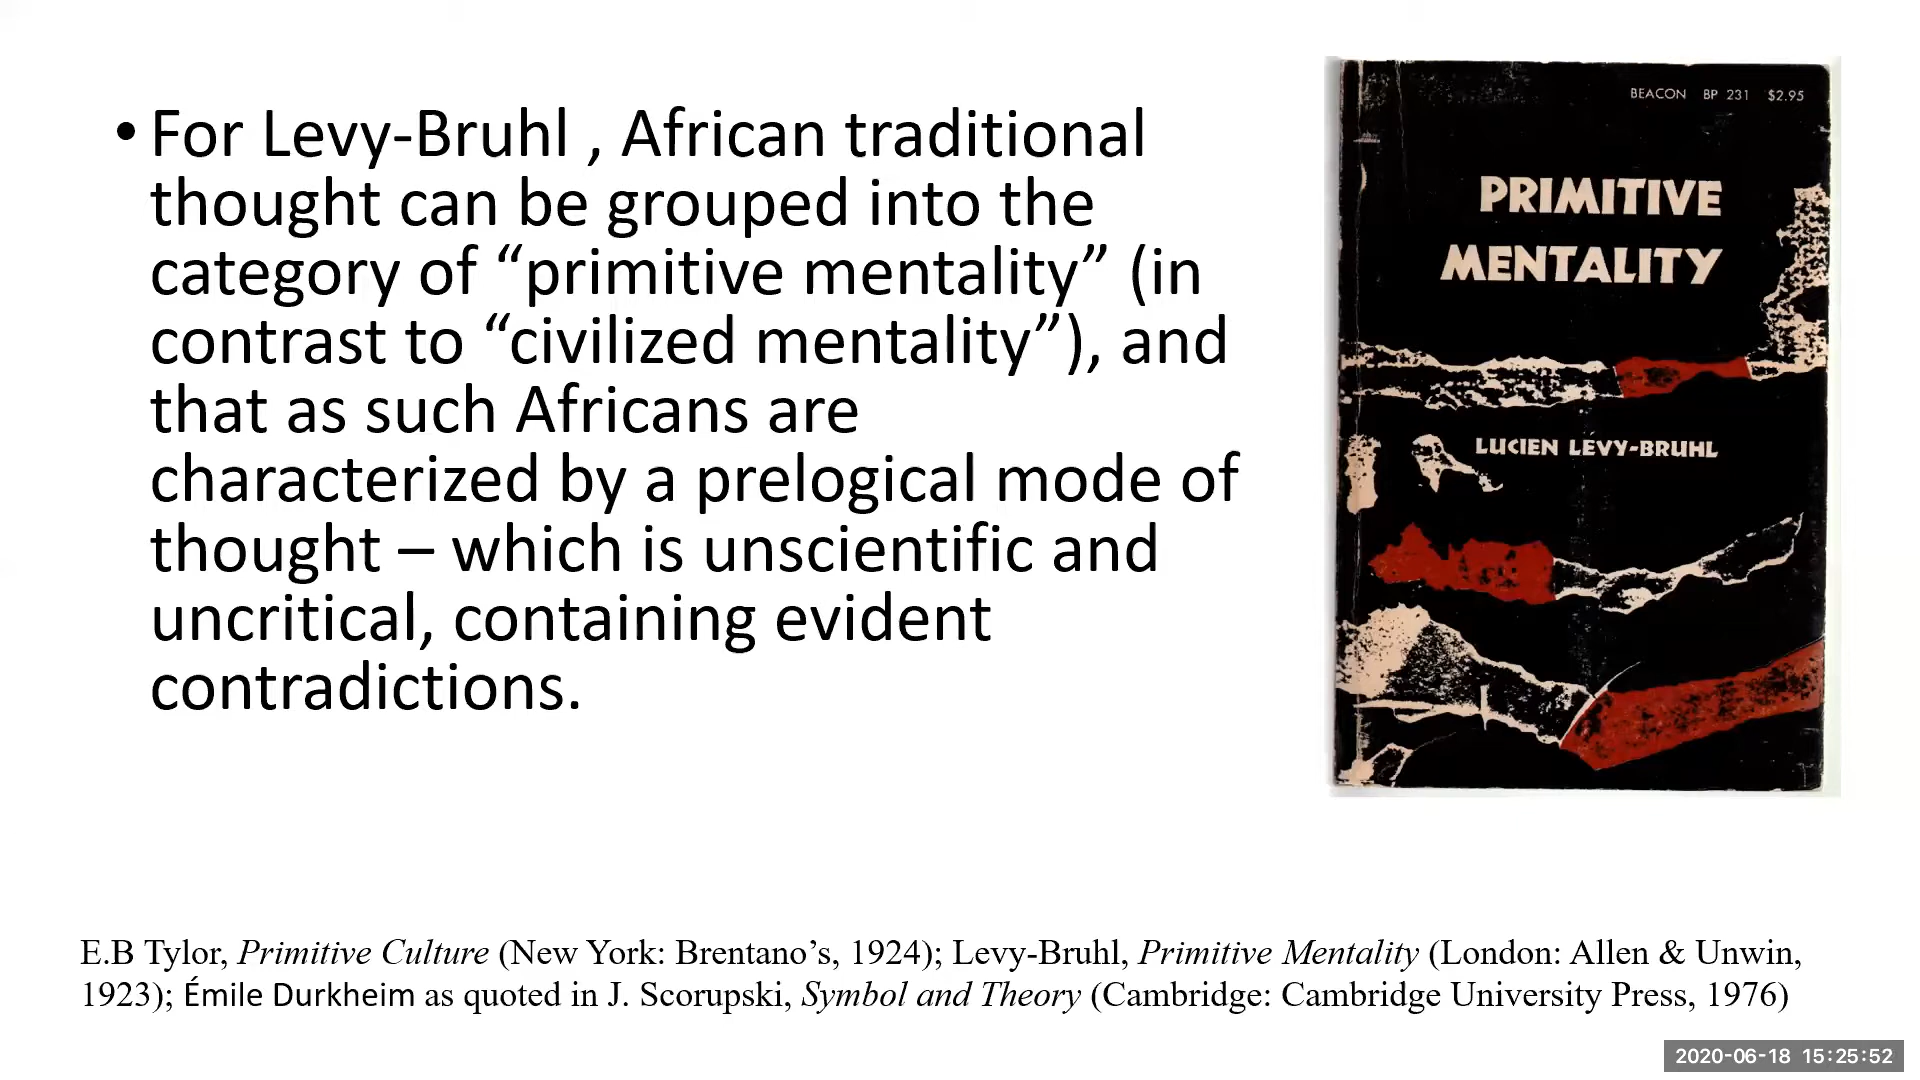 • For Levy-Bruhl , African traditional
thought can be grouped into the
category of “primitive mentality” (in
contrast to “civilized mentality”), and
that as such Africans are
characterized by a prelogical mode of
thought – which is unscientific and
uncritical, containing evident
contradictions.
BEACON BP 231 $2.95
PRIMITIVE
MENTALITY
LUCIEN LÉVY-BRUHL
E.B Tylor, Primitive Culture (New York: Brentano’s, 1924); Levy-Bruhl, Primitive Mentality (London: Allen & Unwin,
1923); Émile Durkheim as quoted in J. Scorupski, Symbol and Theory (Cambridge: Cambridge University Press, 1976)
2020-06-18 15:25:52